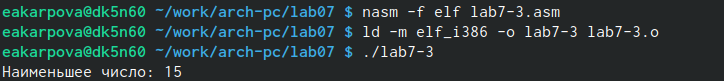 eakarpova@dk5n60 ~/work/arch-pc/lab07 $ nasm -f elf lab7-3.asm
eakarpova@dk5n60 ~/work/arch-pc/lab07 $ ld -m elf_i386 -o lab7-3 lab7-3.o
eakarpova@dk5n60 ~/work/arch-pc/lab07 $ ./lab7-3
Наименьшее число: 15